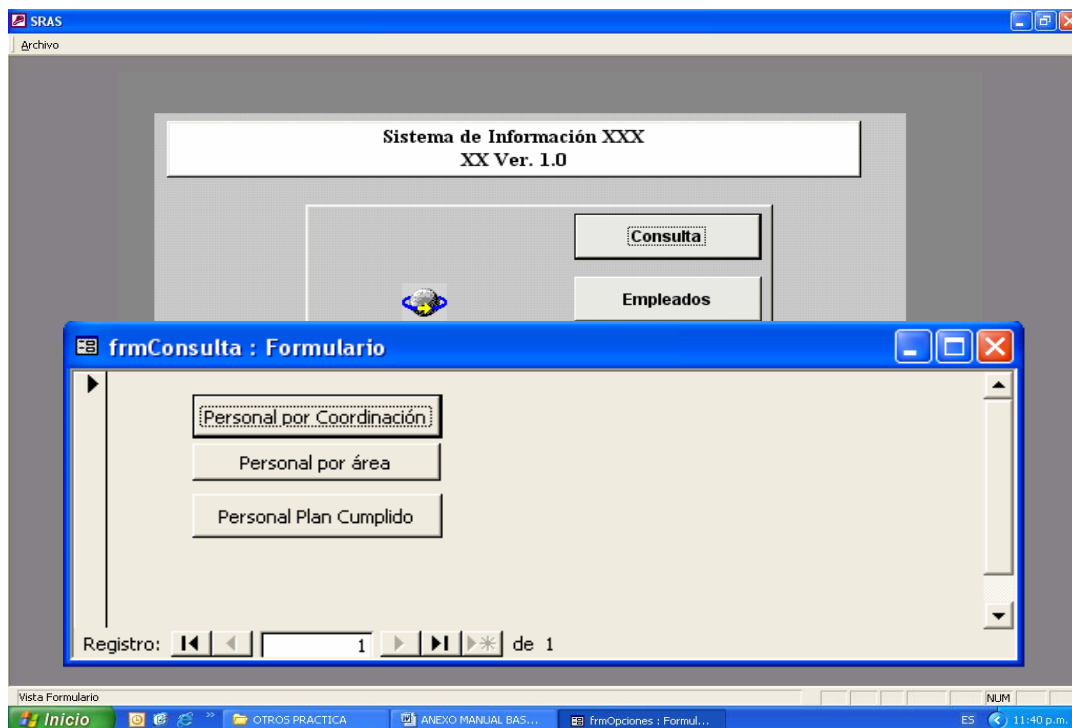 SRAS
Archivo
Sistema de Información XXX
XX Ver. 1.0
Consulta
Empleados
frmConsulta : Formulario
Personal por Coordinación
Personal por área
Personal Plan Cumplido
Registro: 1 de 1
Vista Formulario
NUM
Inicio
OTROS PRACTICA
ANEXO MANUAL BAS...
frmOpciones : Formul...
ES
11:40 p.m.